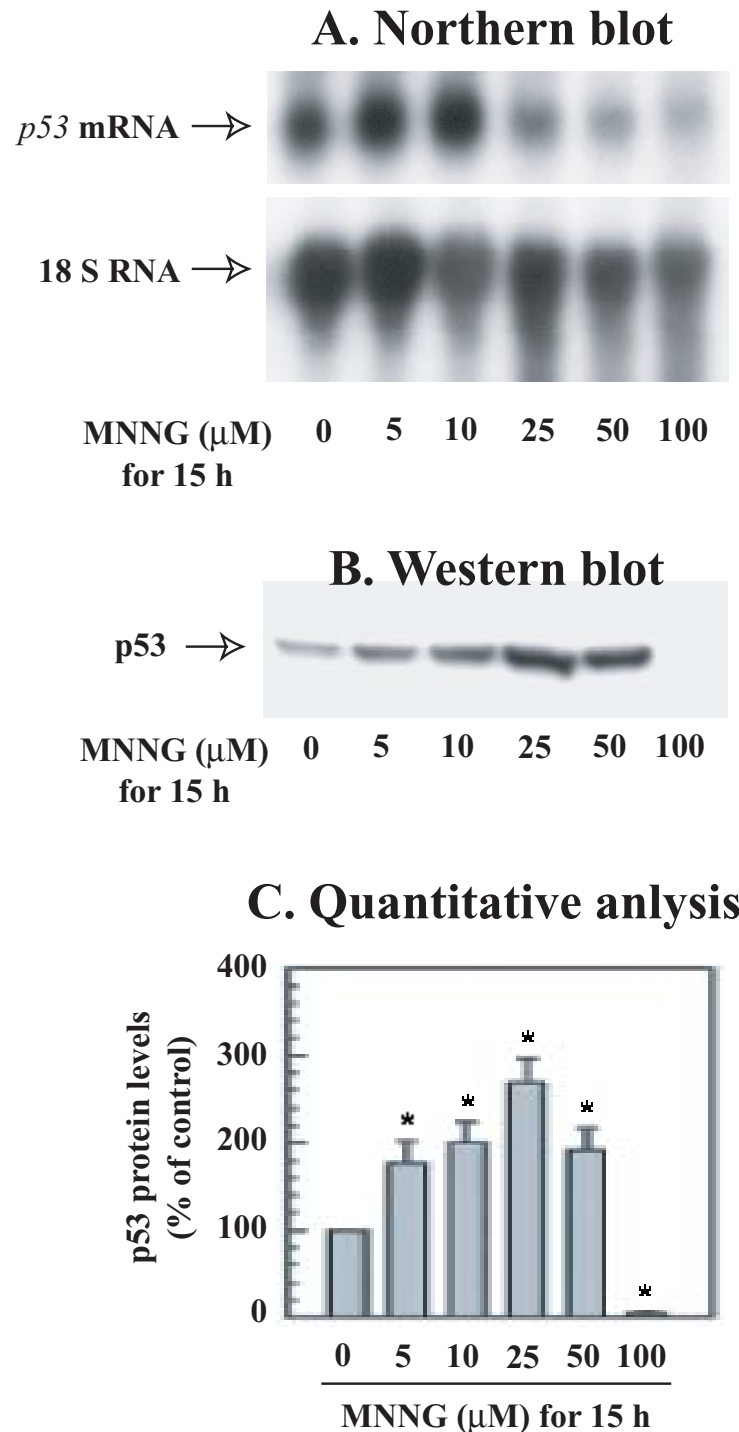 A. Northern blot
p53 mRNA
18 S RNA
MNNG (μM) 0 5 10 25 50 100
for 15 h
B. Western blot
p53
MNNG (μM) 0 5 10 25 50 100
for 15 h
C. Quantitative anlysis
p53 protein levels
(% of control)
400
300
200
100
0
* * * * *
0 5 10 25 50 100
MNNG (μM) for 15 h